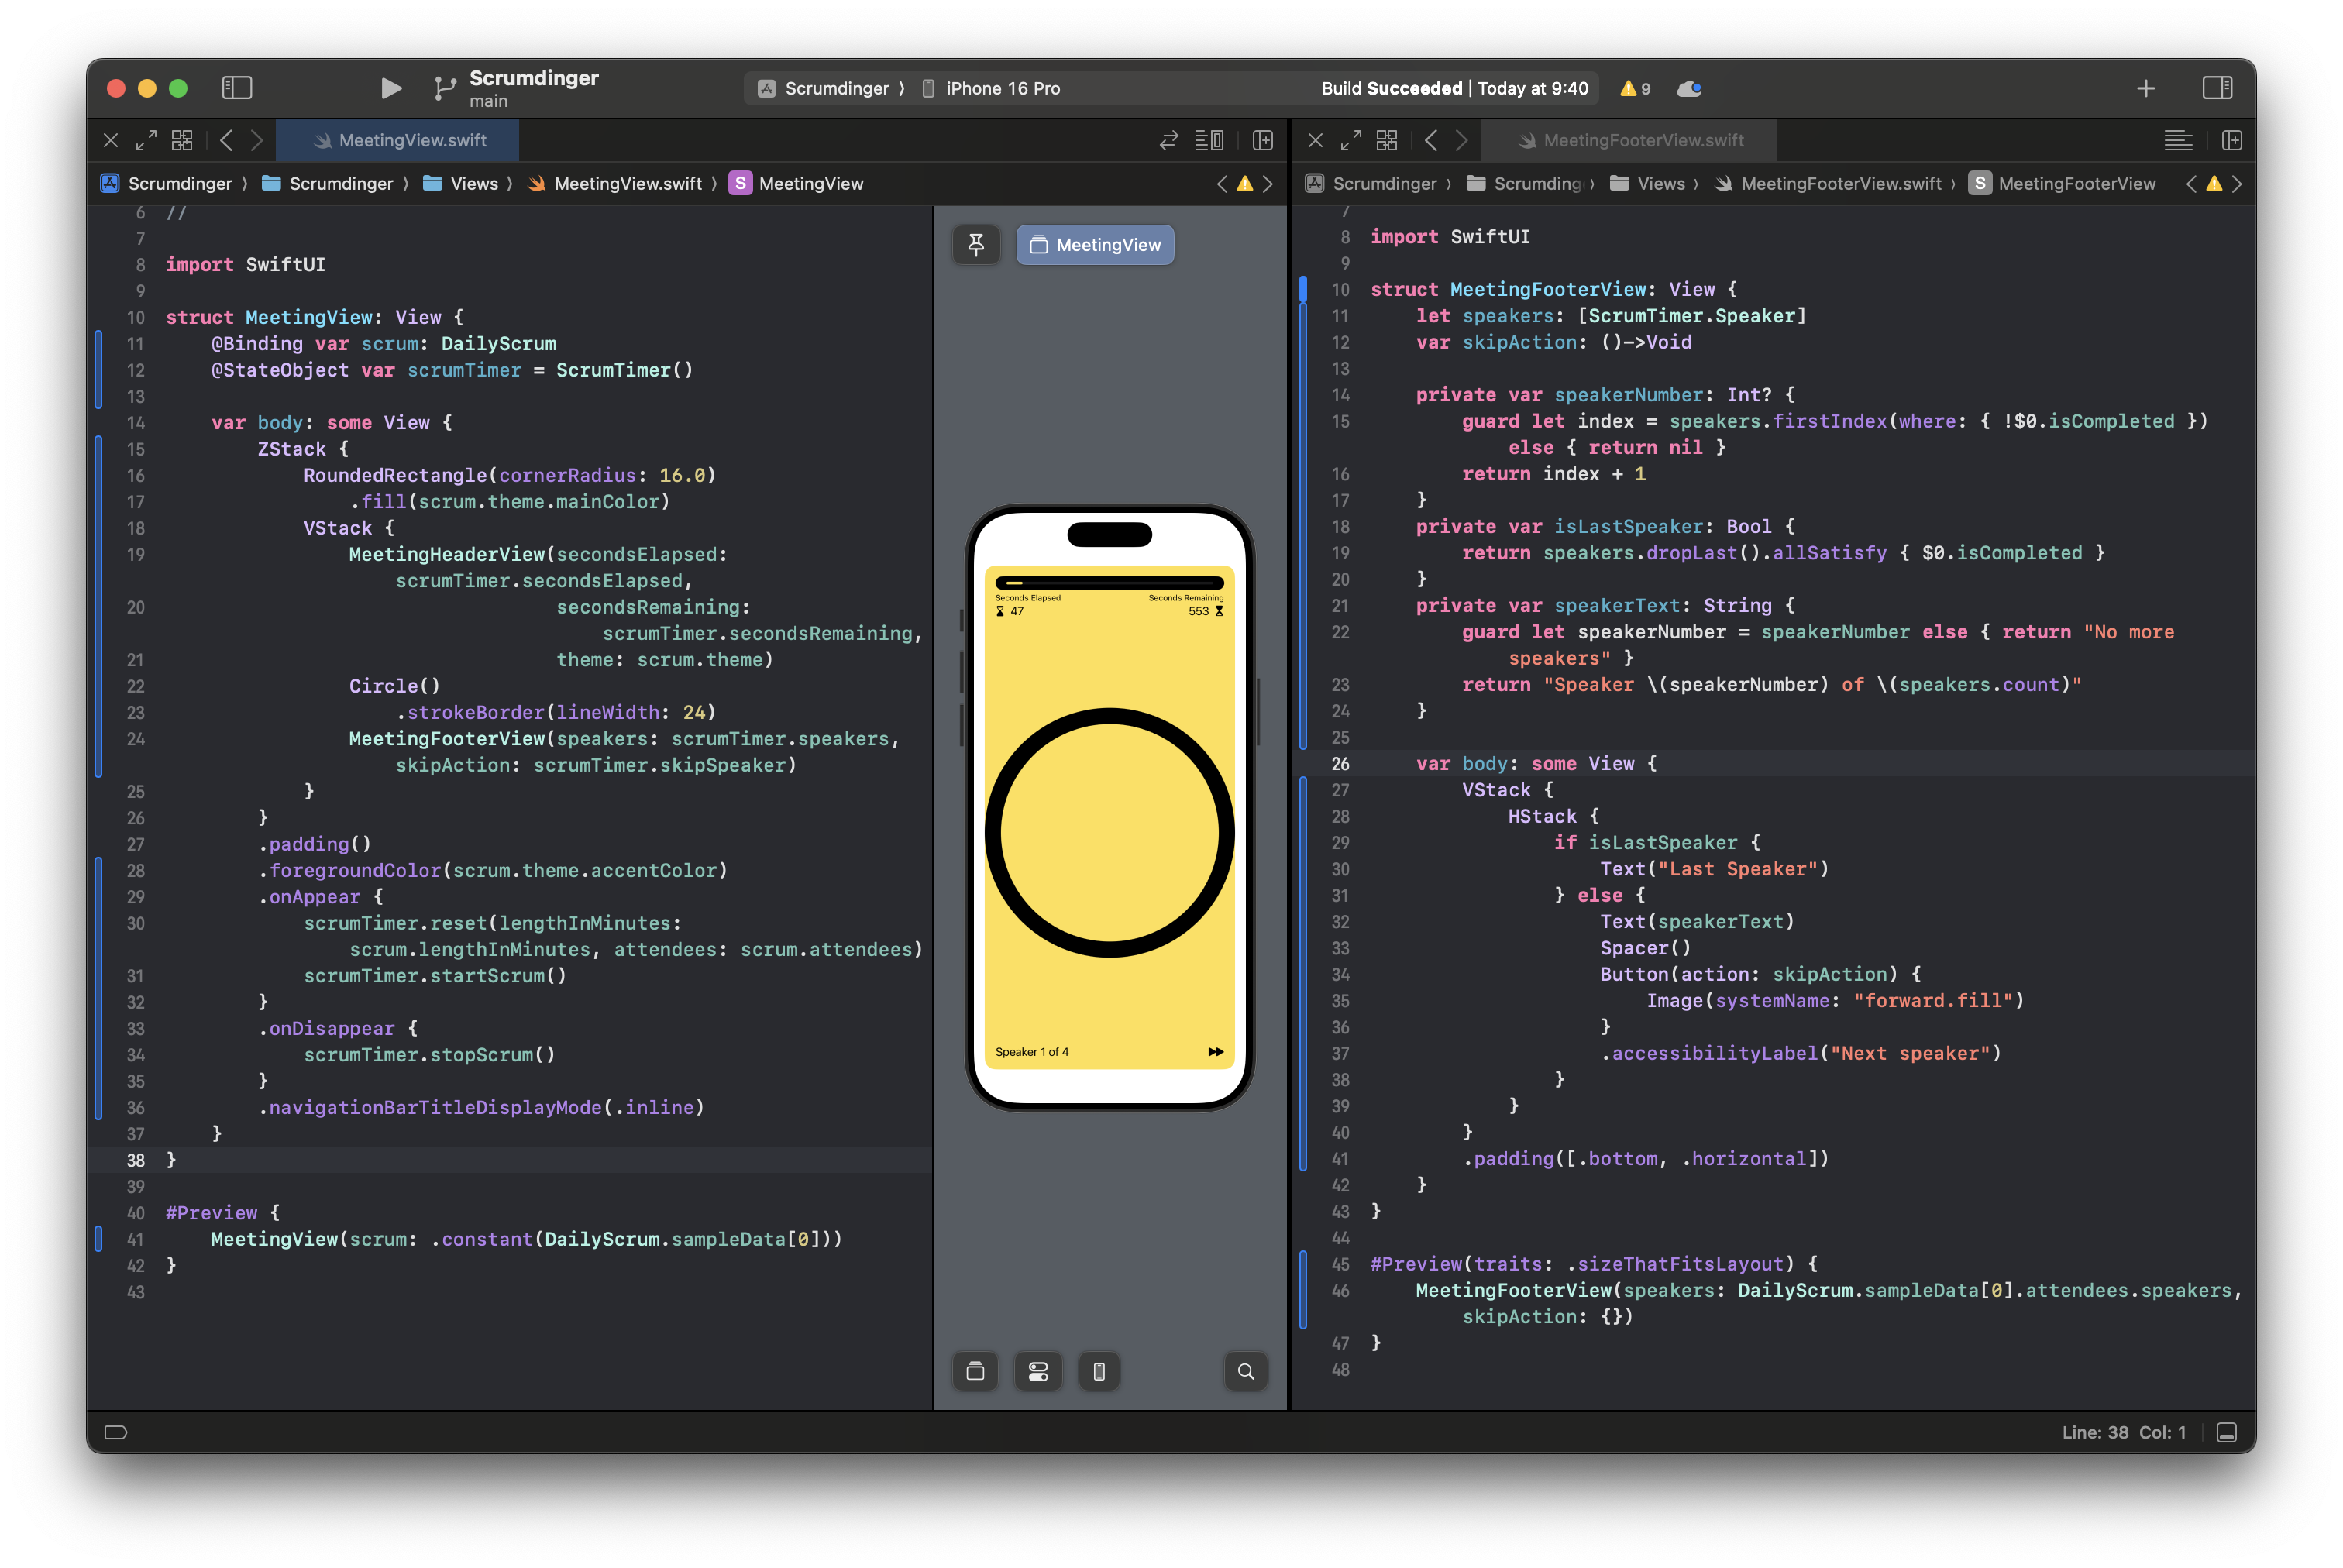 Scrumdinger
main
Scrumdinger 〉 iPhone 16 Pro
Build Succeeded | Today at 9:40
9
MeetingView.swift
Scrumdinger 〉 Scrumdinger 〉 Views 〉 MeetingView.swift 〉 S MeetingView
6 //
7
8 import SwiftUI
9
10 struct MeetingView: View {
11     @Binding var scrum: DailyScrum
12     @StateObject var scrumTimer = ScrumTimer()
13
14     var body: some View {
15         ZStack {
16             RoundedRectangle(cornerRadius: 16.0)
17                 .fill(scrum.theme.mainColor)
18             VStack {
19                 MeetingHeaderView(secondsElapsed:
                    scrumTimer.secondsElapsed,
20                                   secondsRemaining:
                                      scrumTimer.secondsRemaining,
21                                   theme: scrum.theme)
22                 Circle()
23                     .strokeBorder(lineWidth: 24)
24                 MeetingFooterView(speakers: scrumTimer.speakers,
                    skipAction: scrumTimer.skipSpeaker)
25             }
26         }
27         .padding()
28         .foregroundColor(scrum.theme.accentColor)
29         .onAppear {
30             scrumTimer.reset(lengthInMinutes:
                scrum.lengthInMinutes, attendees: scrum.attendees)
31             scrumTimer.startScrum()
32         }
33         .onDisappear {
34             scrumTimer.stopScrum()
35         }
36         .navigationBarTitleDisplayMode(.inline)
37     }
38 }
39
40 #Preview {
41     MeetingView(scrum: .constant(DailyScrum.sampleData[0]))
42 }
43
MeetingView
Seconds Elapsed
47
Seconds Remaining
553
Speaker 1 of 4
MeetingFooterView.swift
Scrumdinger 〉 Scrumding 〉 Views 〉 MeetingFooterView.swift 〉 S MeetingFooterView
7
8 import SwiftUI
9
10 struct MeetingFooterView: View {
11     let speakers: [ScrumTimer.Speaker]
12     var skipAction: ()->Void
13
14     private var speakerNumber: Int? {
15         guard let index = speakers.firstIndex(where: { !$0.isCompleted })
            else { return nil }
16         return index + 1
17     }
18     private var isLastSpeaker: Bool {
19         return speakers.dropLast().allSatisfy { $0.isCompleted }
20     }
21     private var speakerText: String {
22         guard let speakerNumber = speakerNumber else { return "No more
            speakers" }
23         return "Speaker \(speakerNumber) of \(speakers.count)"
24     }
25
26     var body: some View {
27         VStack {
28             HStack {
29                 if isLastSpeaker {
30                     Text("Last Speaker")
31                 } else {
32                     Text(speakerText)
33                     Spacer()
34                     Button(action: skipAction) {
35                         Image(systemName: "forward.fill")
36                     }
37                     .accessibilityLabel("Next speaker")
38                 }
39             }
40         }
41         .padding([.bottom, .horizontal])
42     }
43 }
44
45 #Preview(traits: .sizeThatFitsLayout) {
46     MeetingFooterView(speakers: DailyScrum.sampleData[0].attendees.speakers,
        skipAction: {})
47 }
48
Line: 38 Col: 1